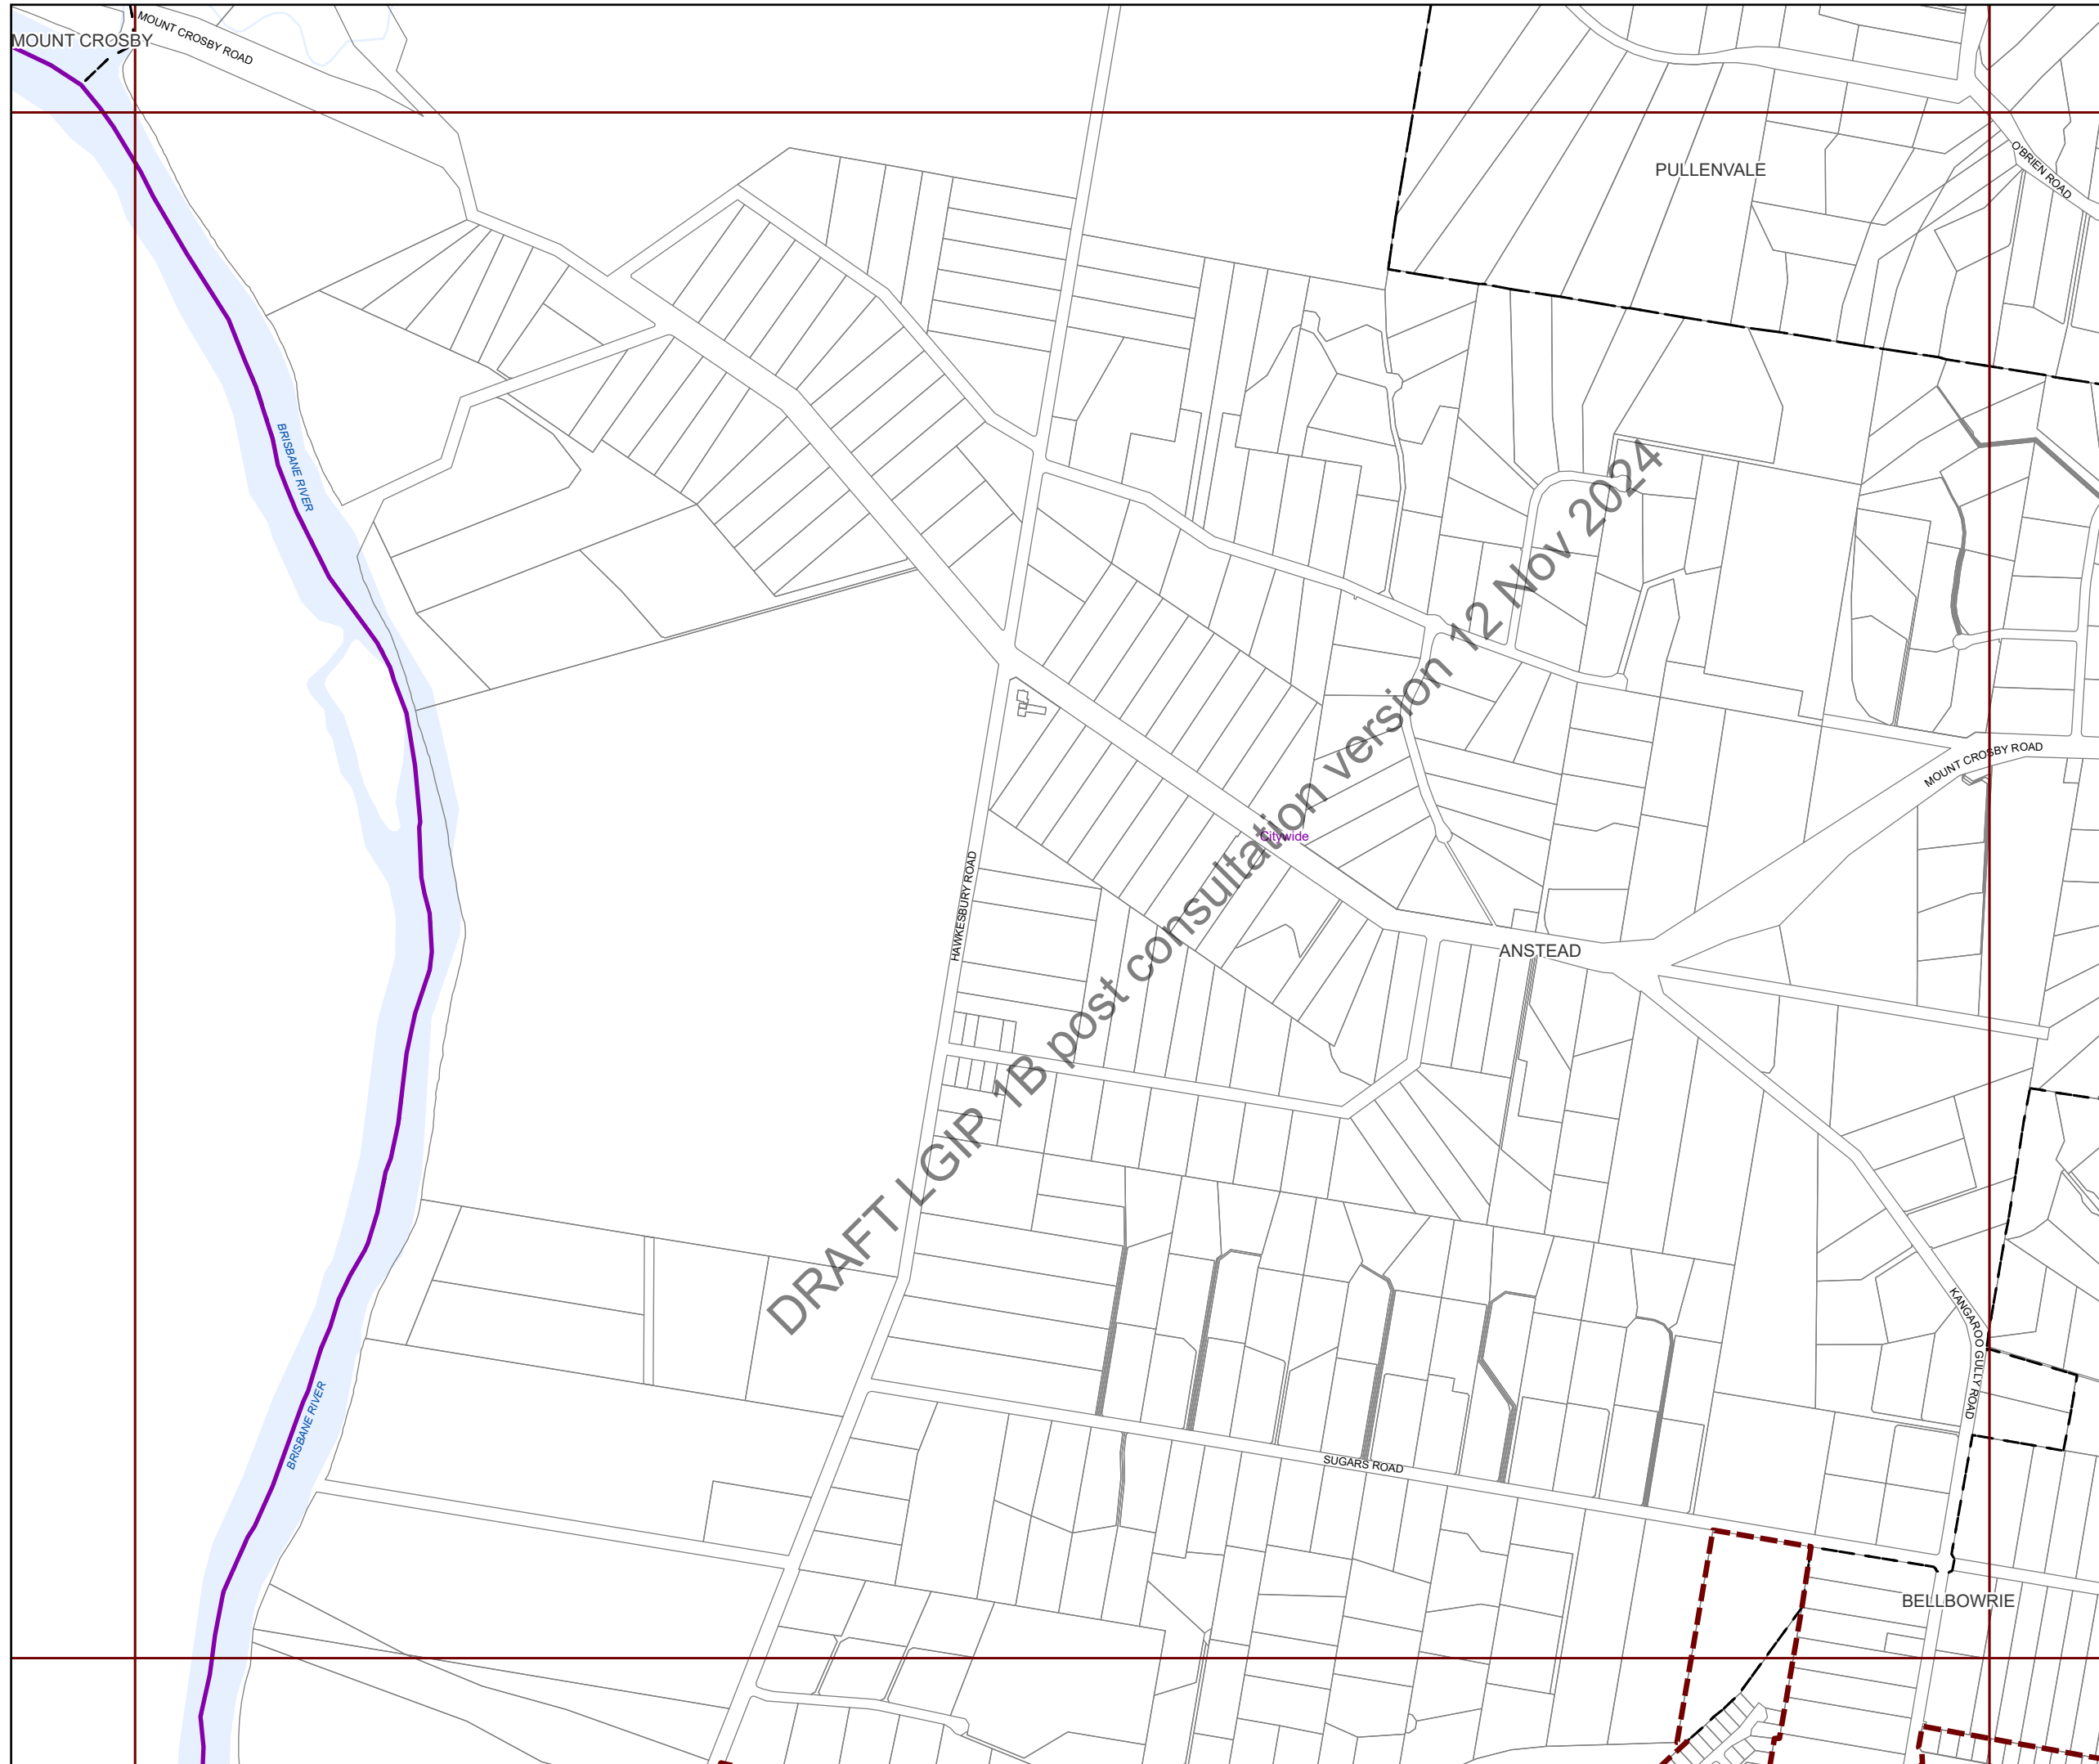 MOUNT CROSBY
MOUNT CROSBY ROAD
PULLENVALE
O'BRIEN ROAD
BRISBANE RIVER
DRAFT LGIP 1B post consultation version 12 Nov 2024
MOUNT CROSBY ROAD
Citywide
HAWKESBURY ROAD
ANSTEAD
KANGAROO GULLY ROAD
BRISBANE RIVER
SUGARS ROAD
BELLBOWRIE